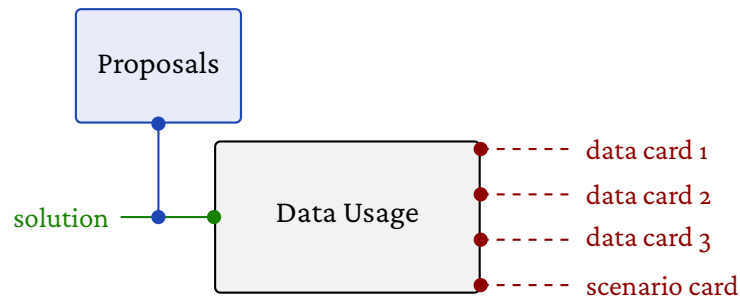 Proposals
data card 1
data card 2
solution
Data Usage
data card 3
scenario card